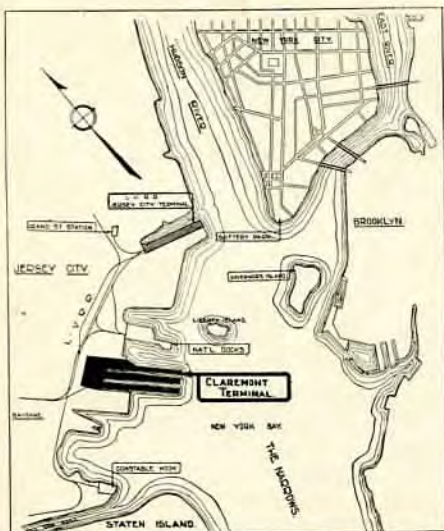 NEW YORK CITY.
HUDSON
RIVER
EAST RIVER
L.V.R.R.
JERSEY CITY TERMINAL
GRAND ST STATION
BATTERY PARK
BROOKLYN.
JERSEY CITY.
GOVERNORS ISLAND
L.V.R.R.
LIBERTY ISLAND.
NAT'L DOCKS
CLAREMONT
TERMINAL.
BAYONNE
NEW YORK BAY.
THE NARROWS.
CONSTABLE HOOK
STATEN ISLAND.